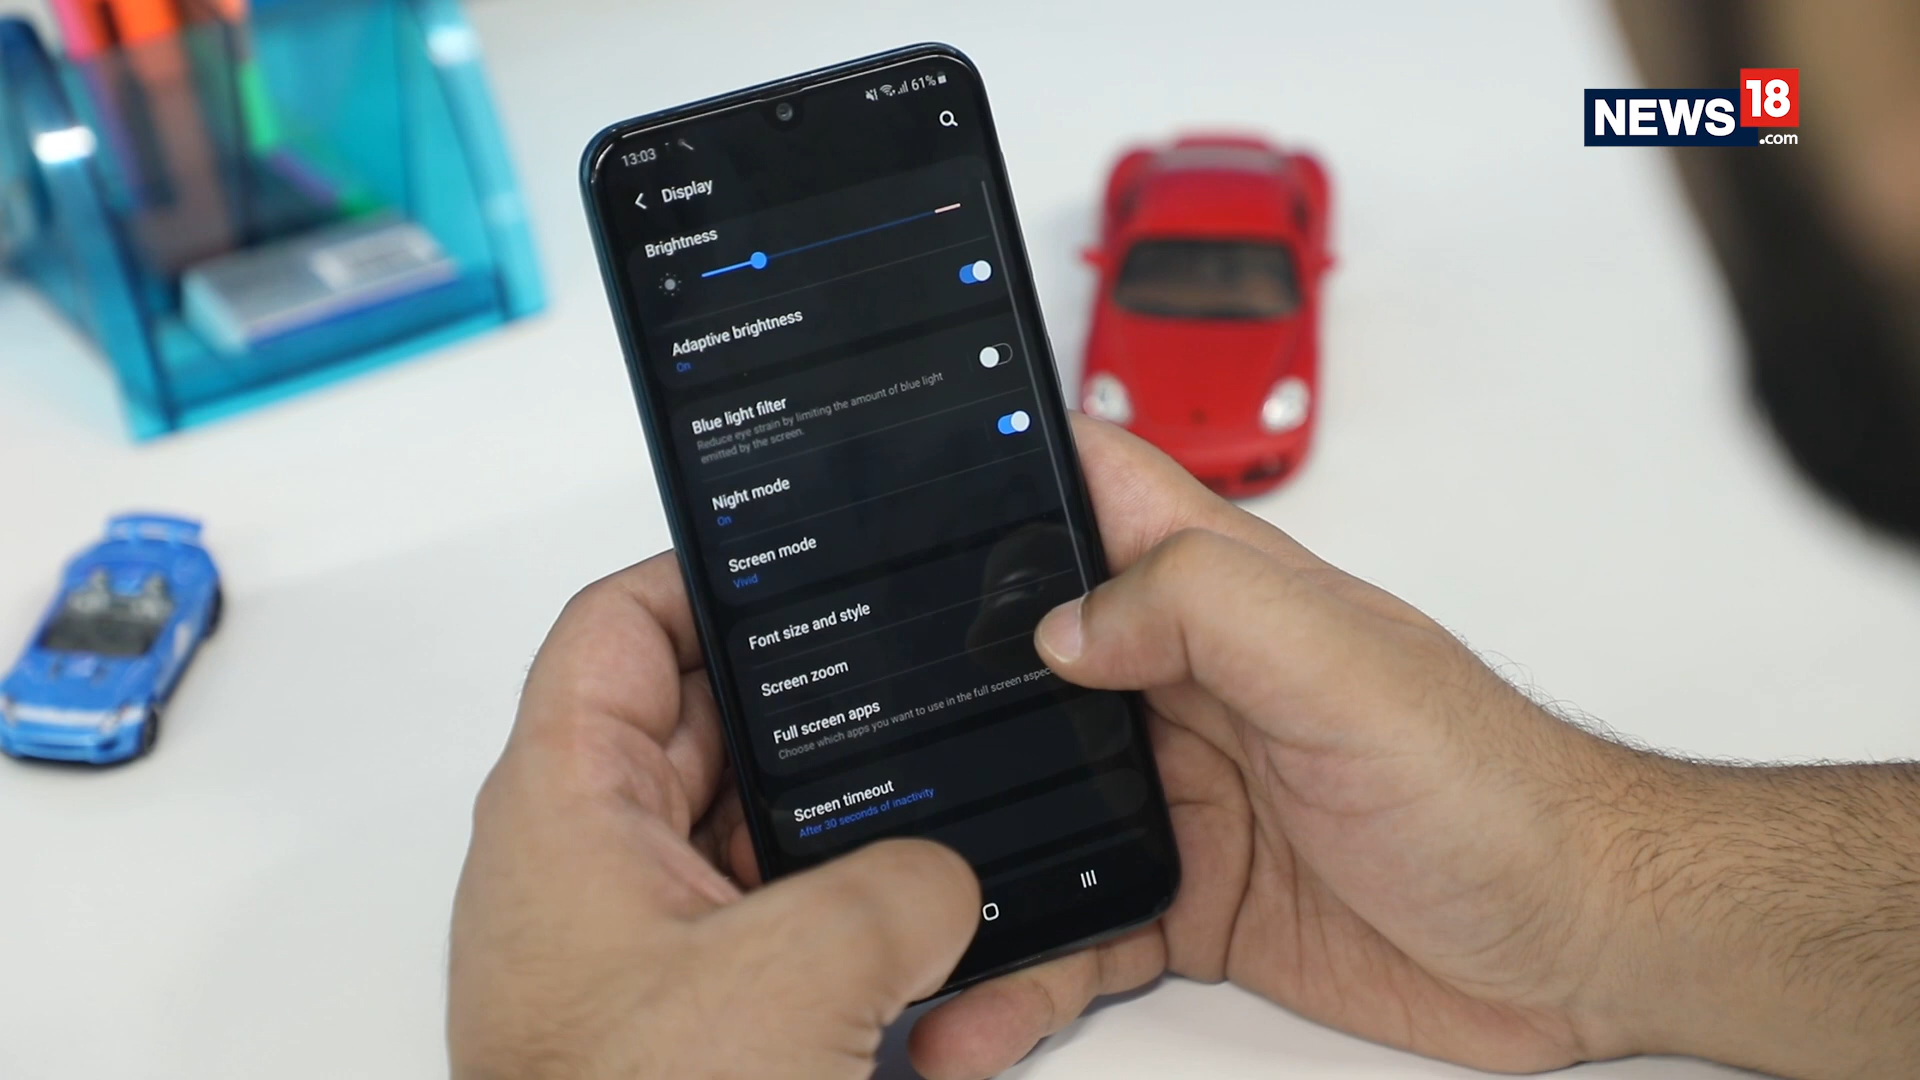 NEWS 18
.com
13:03
61%
Display
Brightness
Adaptive brightness
On
Blue light filter
Reduce eye strain by limiting the amount of blue light
emitted by the screen.
Night mode
On
Screen mode
Vivid
Font size and style
Screen zoom
Full screen apps
Choose which apps you want to use in the full screen
Screen timeout
After 30 seconds of inactivity